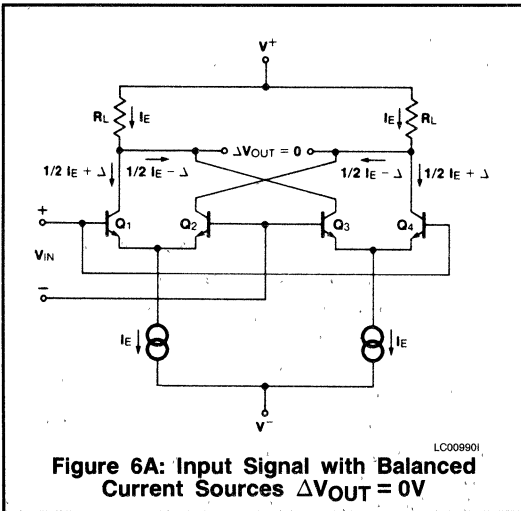 V+
RL IE IE RL
ΔVOUT = 0
1/2 IE + Δ 1/2 IE − Δ 1/2 IE − Δ 1/2 IE + Δ
+
Q1 Q2 Q3 Q4
VIN
−
IE IE
V−
LC00990I
Figure 6A: Input Signal with Balanced
Current Sources ΔVOUT = 0V